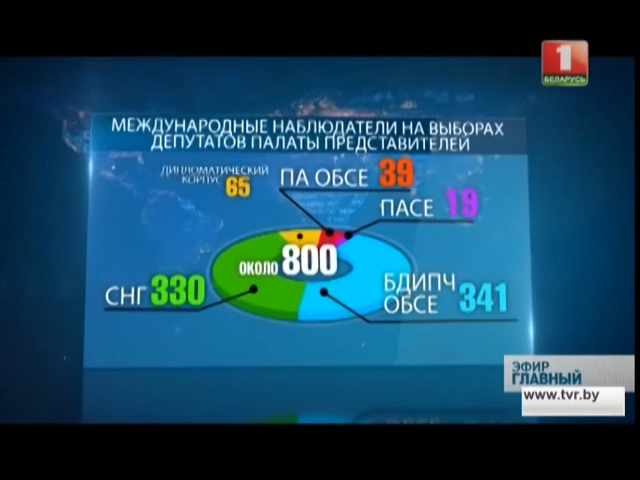 1
БЕЛАРУСЬ
МЕЖДУНАРОДНЫЕ НАБЛЮДАТЕЛИ НА ВЫБОРАХ
ДЕПУТАТОВ ПАЛАТЫ ПРЕДСТАВИТЕЛЕЙ
ДИПЛОМАТИЧЕСКИЙ
КОРПУС 65
ПА ОБСЕ 39
ПАСЕ 19
ОКОЛО 800
СНГ 330
БДИПЧ
ОБСЕ 341
ЭФИР
ГЛАВНЫЙ
www.tvr.by